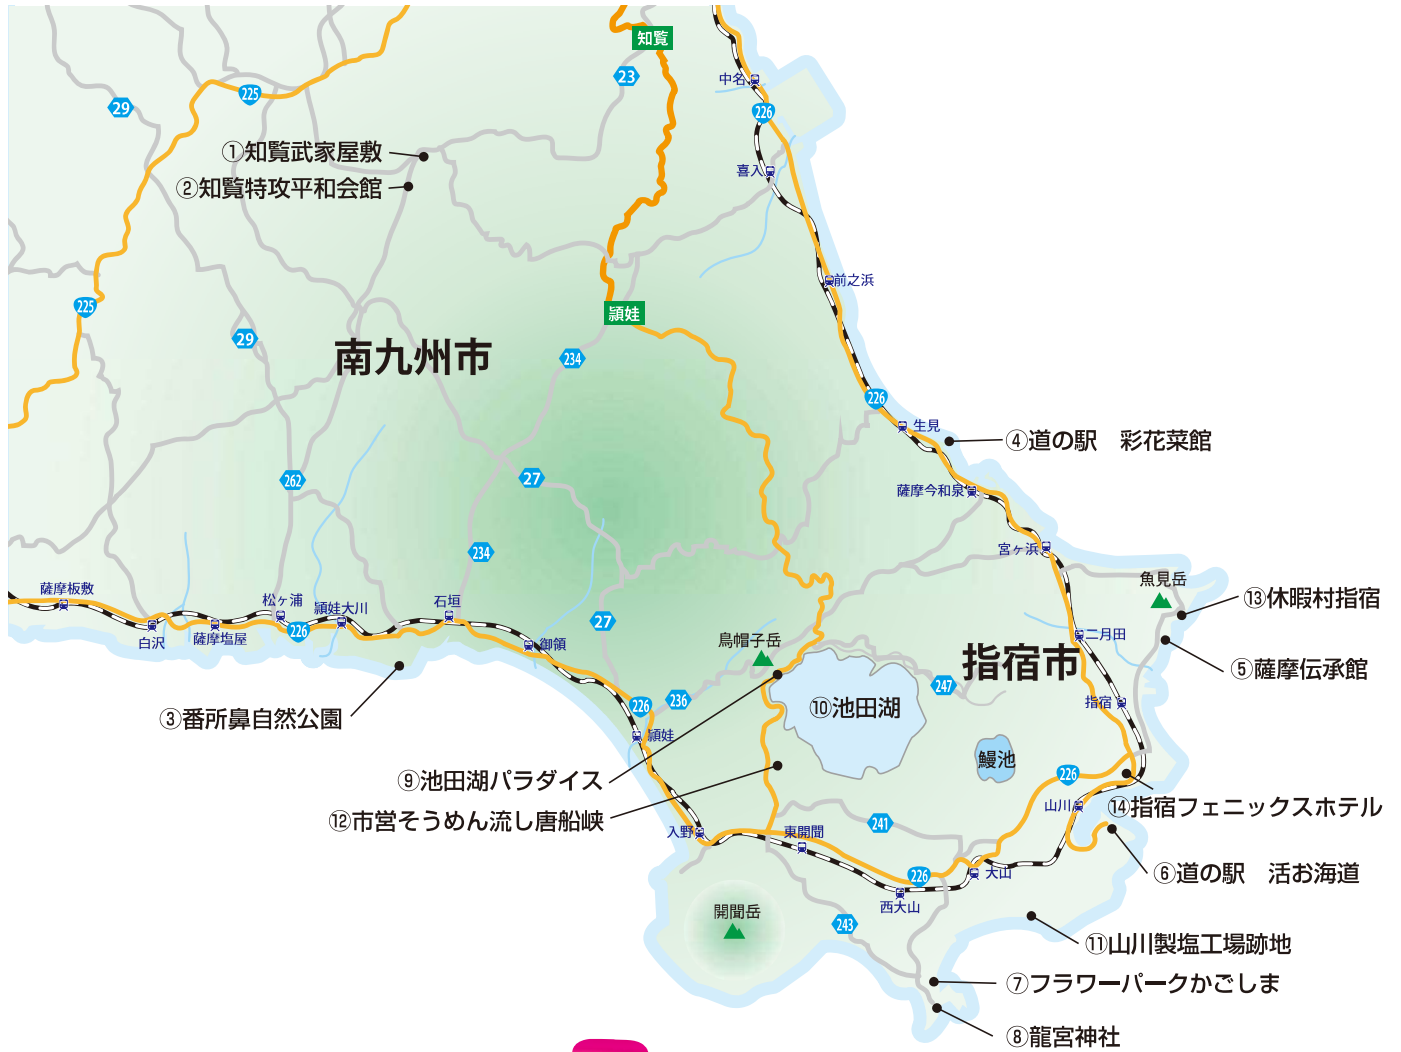 知覧
23
中名
29
225
226
①知覧武家屋敷
喜入
②知覧特攻平和会館
前之浜
225
頴娃
29
南九州市
234
226
生見
④道の駅　彩花菜館
262
27
薩摩今和泉
234
宮ヶ浜
魚見岳
薩摩板敷
松ヶ浦
頴娃大川
石垣
⑬休暇村指宿
226
27
白沢
薩摩塩屋
御領
烏帽子岳
二月田
指宿市
⑤薩摩伝承館
247
236
指宿
226
⑩池田湖
③番所鼻自然公園
頴娃
鰻池
⑨池田湖パラダイス
226
山川
⑭指宿フェニックスホテル
⑫市営そうめん流し唐船峡
入野
東開聞
241
226
大山
⑥道の駅　活お海道
西大山
開聞岳
243
⑪山川製塩工場跡地
⑦フラワーパークかごしま
⑧龍宮神社